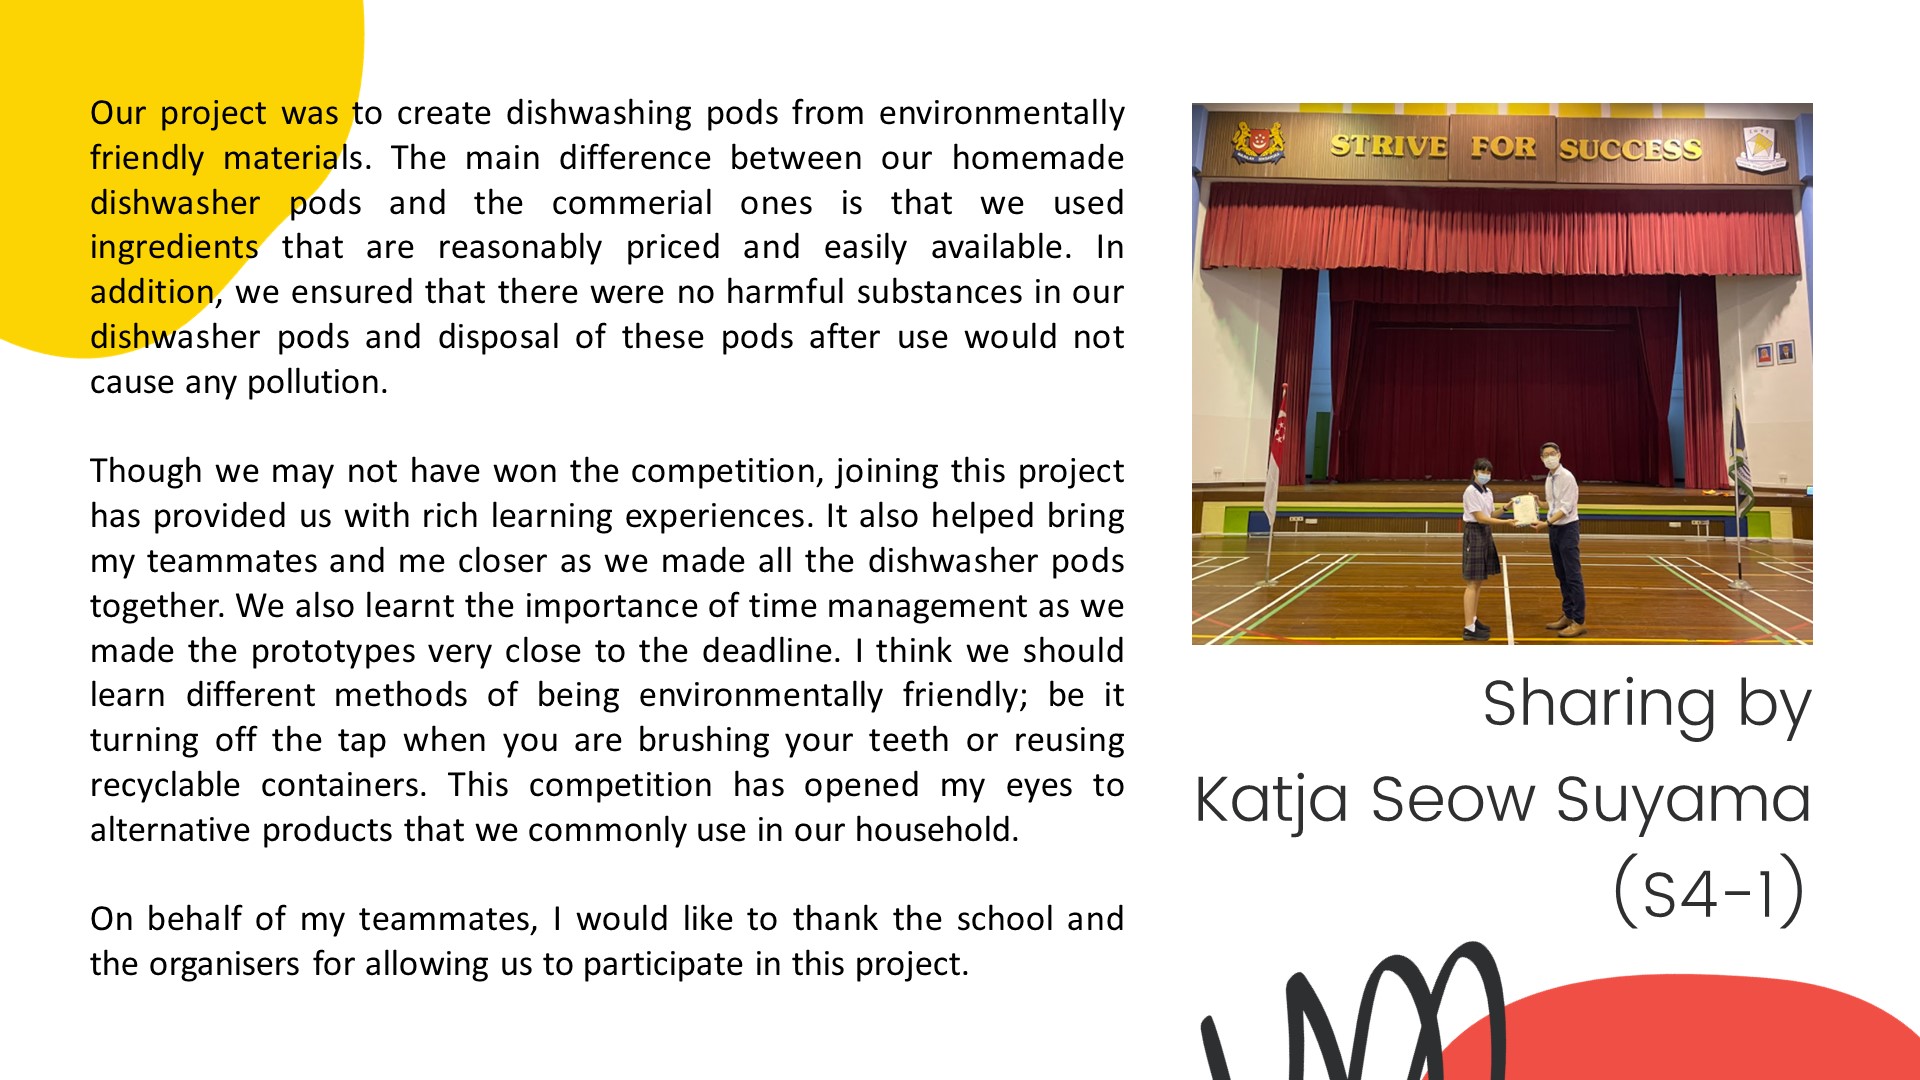 Our project was to create dishwashing pods from environmentally
friendly materials. The main difference between our homemade
dishwasher pods and the commerial ones is that we used
ingredients that are reasonably priced and easily available. In
addition, we ensured that there were no harmful substances in our
dishwasher pods and disposal of these pods after use would not
cause any pollution.
Though we may not have won the competition, joining this project
has provided us with rich learning experiences. It also helped bring
my teammates and me closer as we made all the dishwasher pods
together. We also learnt the importance of time management as we
made the prototypes very close to the deadline. I think we should
learn different methods of being environmentally friendly; be it
turning off the tap when you are brushing your teeth or reusing
recyclable containers. This competition has opened my eyes to
alternative products that we commonly use in our household.
On behalf of my teammates, I would like to thank the school and
the organisers for allowing us to participate in this project.
STRIVE FOR SUCCESS
Sharing by
Katja Seow Suyama
(S4-1)